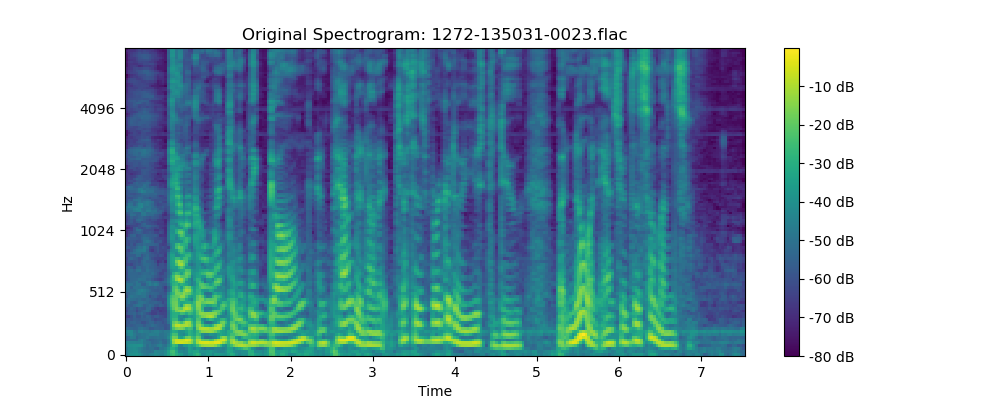 Original Spectrogram: 1272-135031-0023.flac
Hz
4096
2048
1024
512
0
0 1 2 3 4 5 6 7
Time
-10 dB
-20 dB
-30 dB
-40 dB
-50 dB
-60 dB
-70 dB
-80 dB